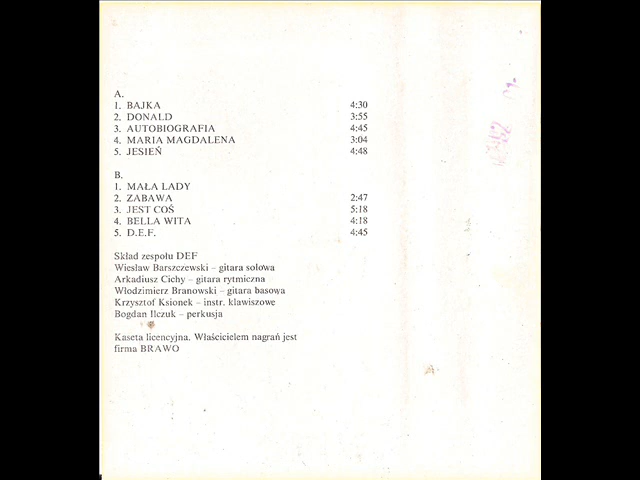 A.
1. BAJKA 4:30
2. DONALD 3:55
3. AUTOBIOGRAFIA 4:45
4. MARIA MAGDALENA 3:04
5. JESIEŃ 4:48
B.
1. MAŁA LADY
2. ZABAWA 2:47
3. JEST COŚ 5:18
4. BELLA WITA 4:18
5. D.E.F. 4:45
Skład zespołu DEF
Wiesław Barszczewski – gitara solowa
Arkadiusz Cichy – gitara rytmiczna
Włodzimierz Branowski – gitara basowa
Krzysztof Ksionek – instr. klawiszowe
Bogdan Ilczuk – perkusja
Kaseta licencyjna. Właścicielem nagrań jest
firma BRAWO